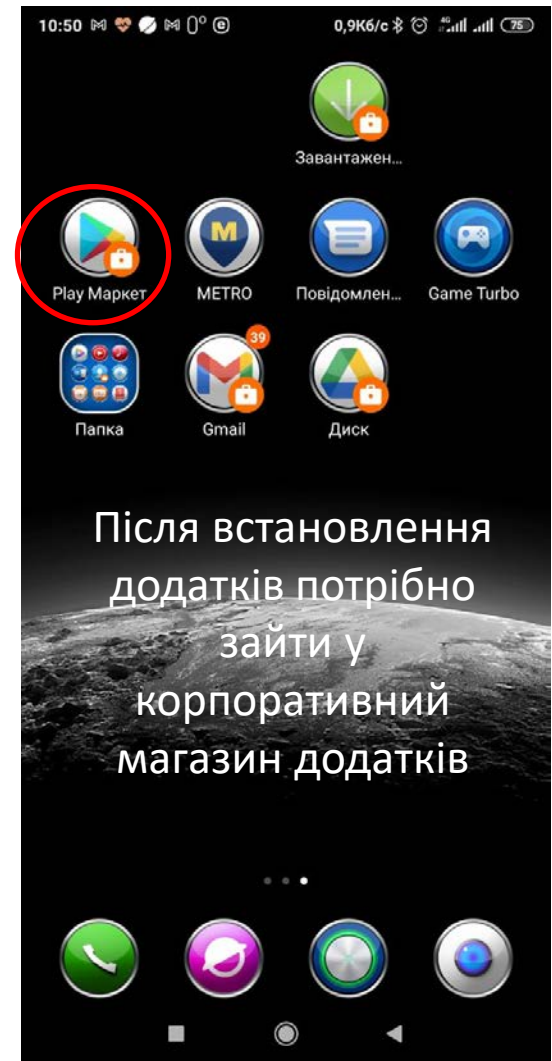 10:50 0,9Кб/с 4G 75
Завантажен...
Play Маркет METRO Повідомлен... Game Turbo
39
Папка Gmail Диск
Після встановлення
додатків потрібно
зайти у
корпоративний
магазин додатків